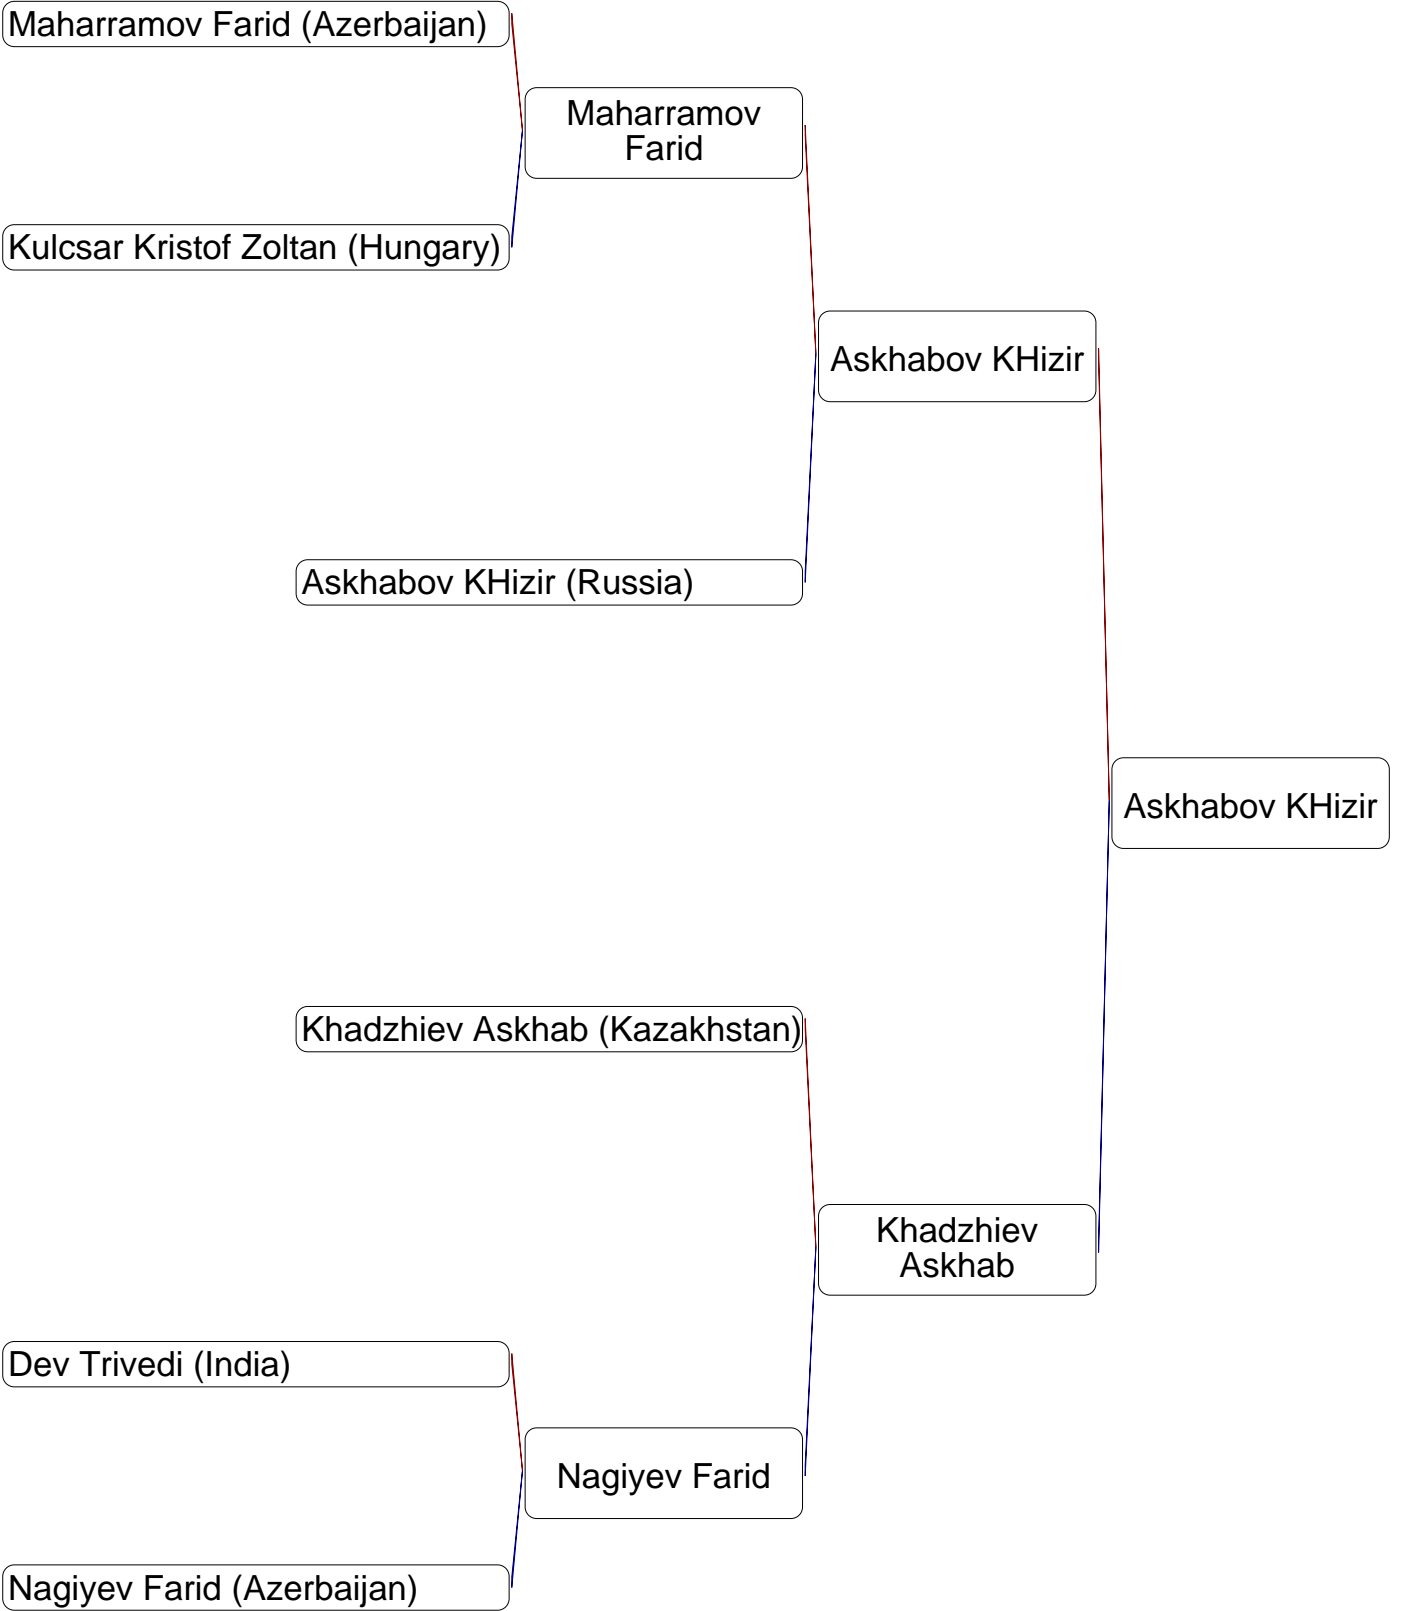 Maharramov Farid (Azerbaijan)
Maharramov
Farid
Kulcsar Kristof Zoltan (Hungary)
Askhabov KHizir
Askhabov KHizir (Russia)
Askhabov KHizir
Khadzhiev Askhab (Kazakhstan)
Khadzhiev
Askhab
Dev Trivedi (India)
Nagiyev Farid
Nagiyev Farid (Azerbaijan)